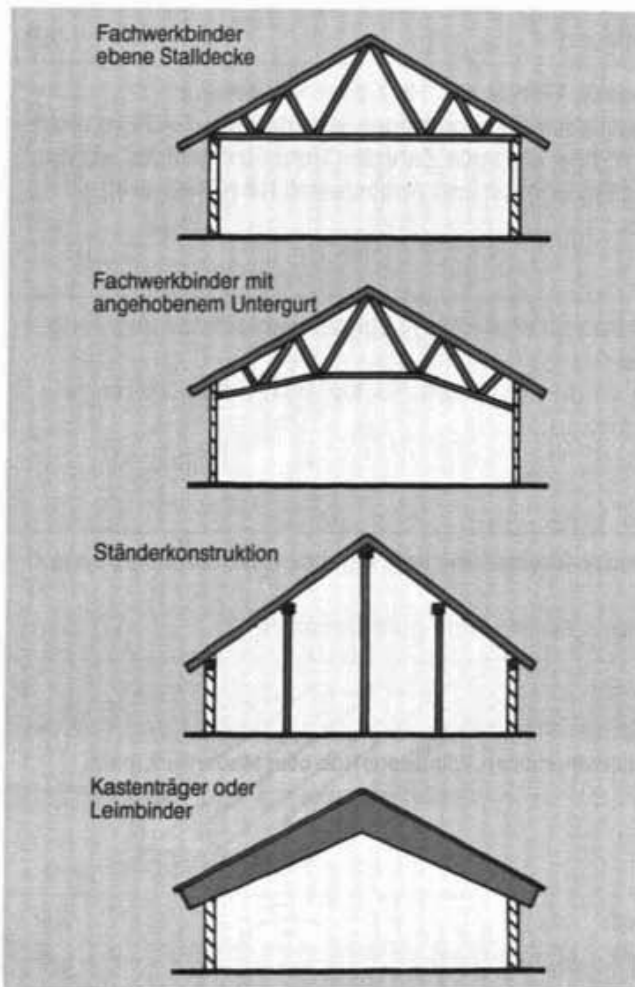 Fachwerkbinder
ebene Stalldecke
Fachwerkbinder mit
angehobenem Untergurt
Ständerkonstruktion
Kastenträger oder
Leimbinder